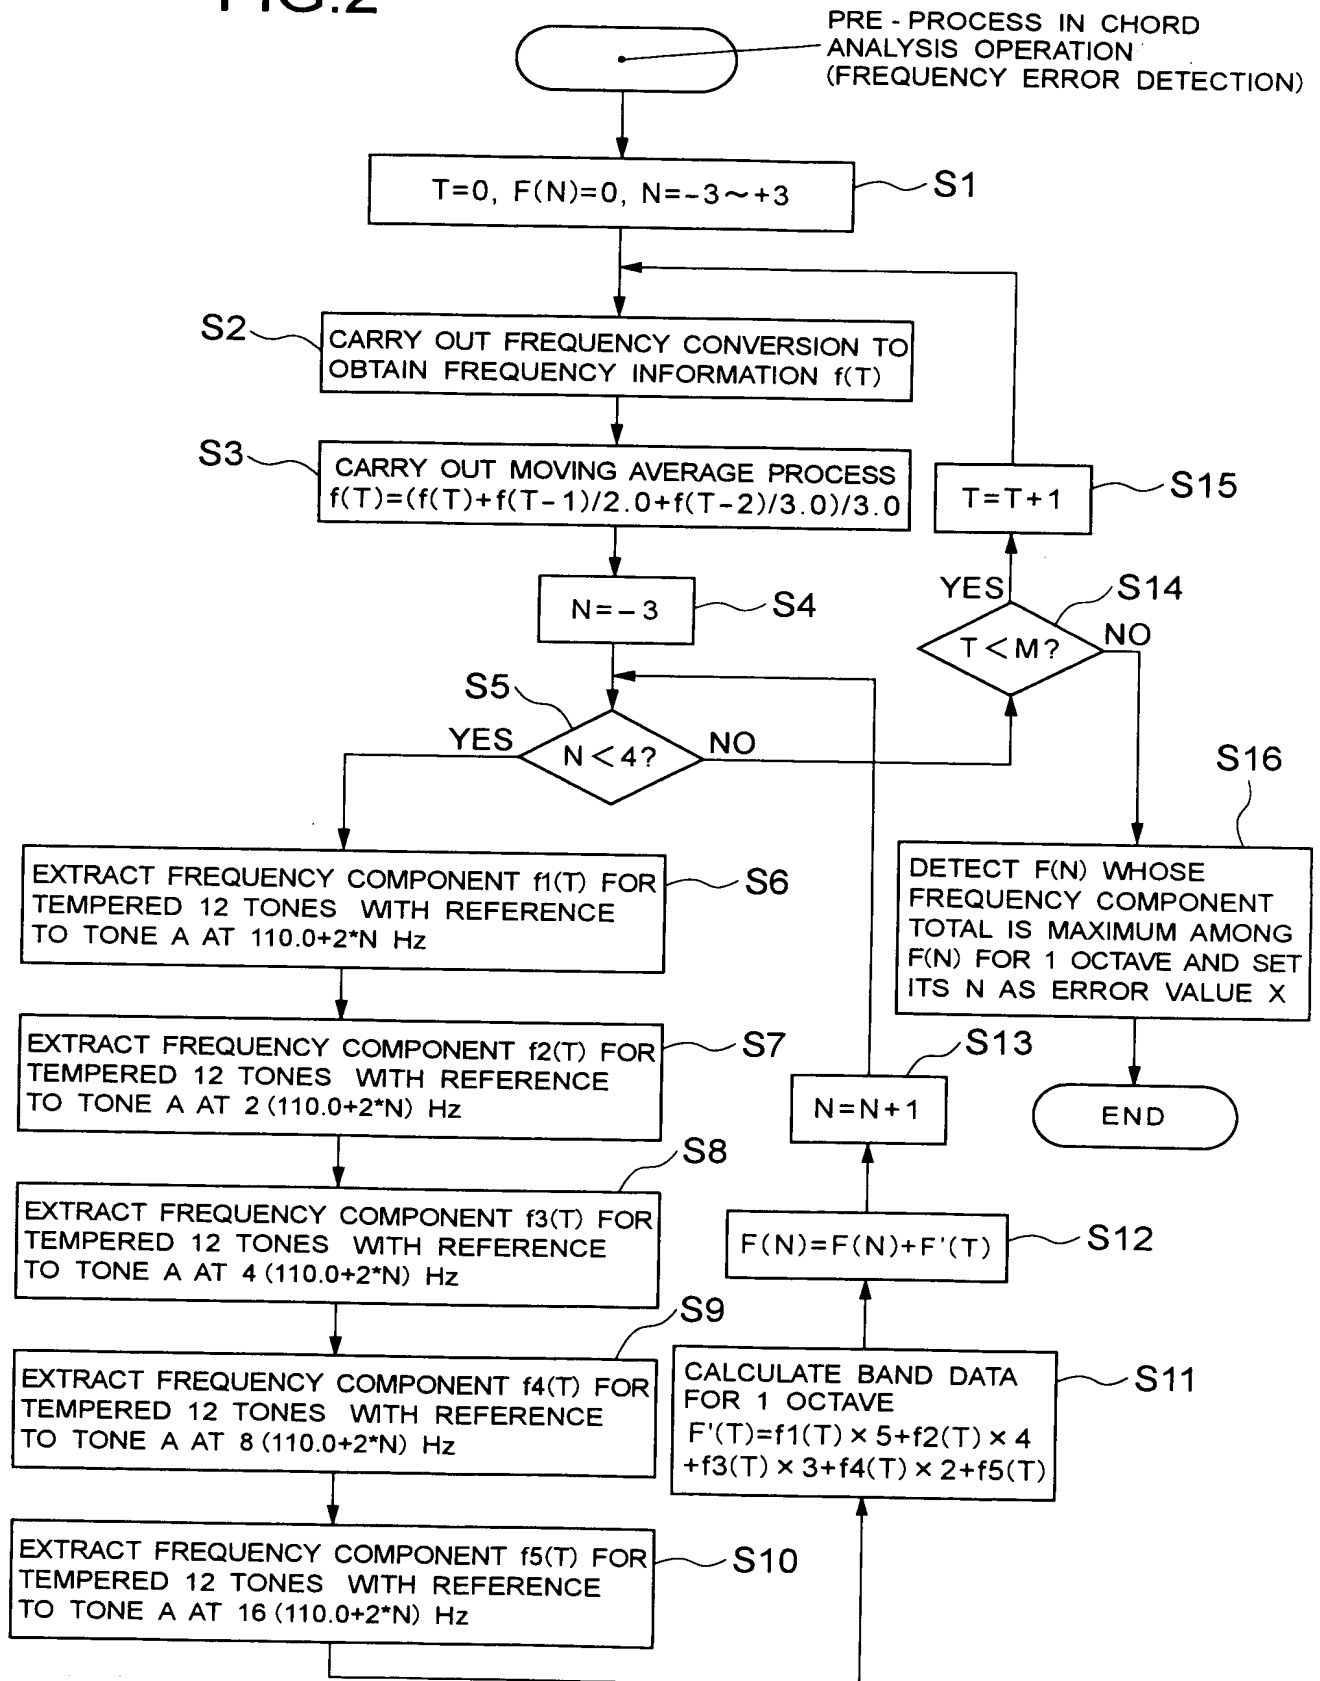 FIG.2
PRE-PROCESS IN CHORD
ANALYSIS OPERATION
(FREQUENCY ERROR DETECTION)
T=0, F(N)=0, N=-3~+3
S1
S2
CARRY OUT FREQUENCY CONVERSION TO
OBTAIN FREQUENCY INFORMATION f(T)
S3
CARRY OUT MOVING AVERAGE PROCESS
f(T)=(f(T)+f(T-1)/2.0+f(T-2)/3.0)/3.0
T=T+1
S15
N=-3
S4
YES
S14
T<M?
NO
S5
YES
N<4?
NO
S16
EXTRACT FREQUENCY COMPONENT f1(T) FOR
TEMPERED 12 TONES WITH REFERENCE
TO TONE A AT 110.0+2*N Hz
S6
DETECT F(N) WHOSE
FREQUENCY COMPONENT
TOTAL IS MAXIMUM AMONG
F(N) FOR 1 OCTAVE AND SET
ITS N AS ERROR VALUE X
EXTRACT FREQUENCY COMPONENT f2(T) FOR
TEMPERED 12 TONES WITH REFERENCE
TO TONE A AT 2(110.0+2*N) Hz
S7
S13
N=N+1
END
S8
EXTRACT FREQUENCY COMPONENT f3(T) FOR
TEMPERED 12 TONES WITH REFERENCE
TO TONE A AT 4(110.0+2*N) Hz
F(N)=F(N)+F'(T)
S12
S9
EXTRACT FREQUENCY COMPONENT f4(T) FOR
TEMPERED 12 TONES WITH REFERENCE
TO TONE A AT 8(110.0+2*N) Hz
CALCULATE BAND DATA
FOR 1 OCTAVE
F'(T)=f1(T)×5+f2(T)×4
+f3(T)×3+f4(T)×2+f5(T)
S11
EXTRACT FREQUENCY COMPONENT f5(T) FOR
TEMPERED 12 TONES WITH REFERENCE
TO TONE A AT 16(110.0+2*N) Hz
S10